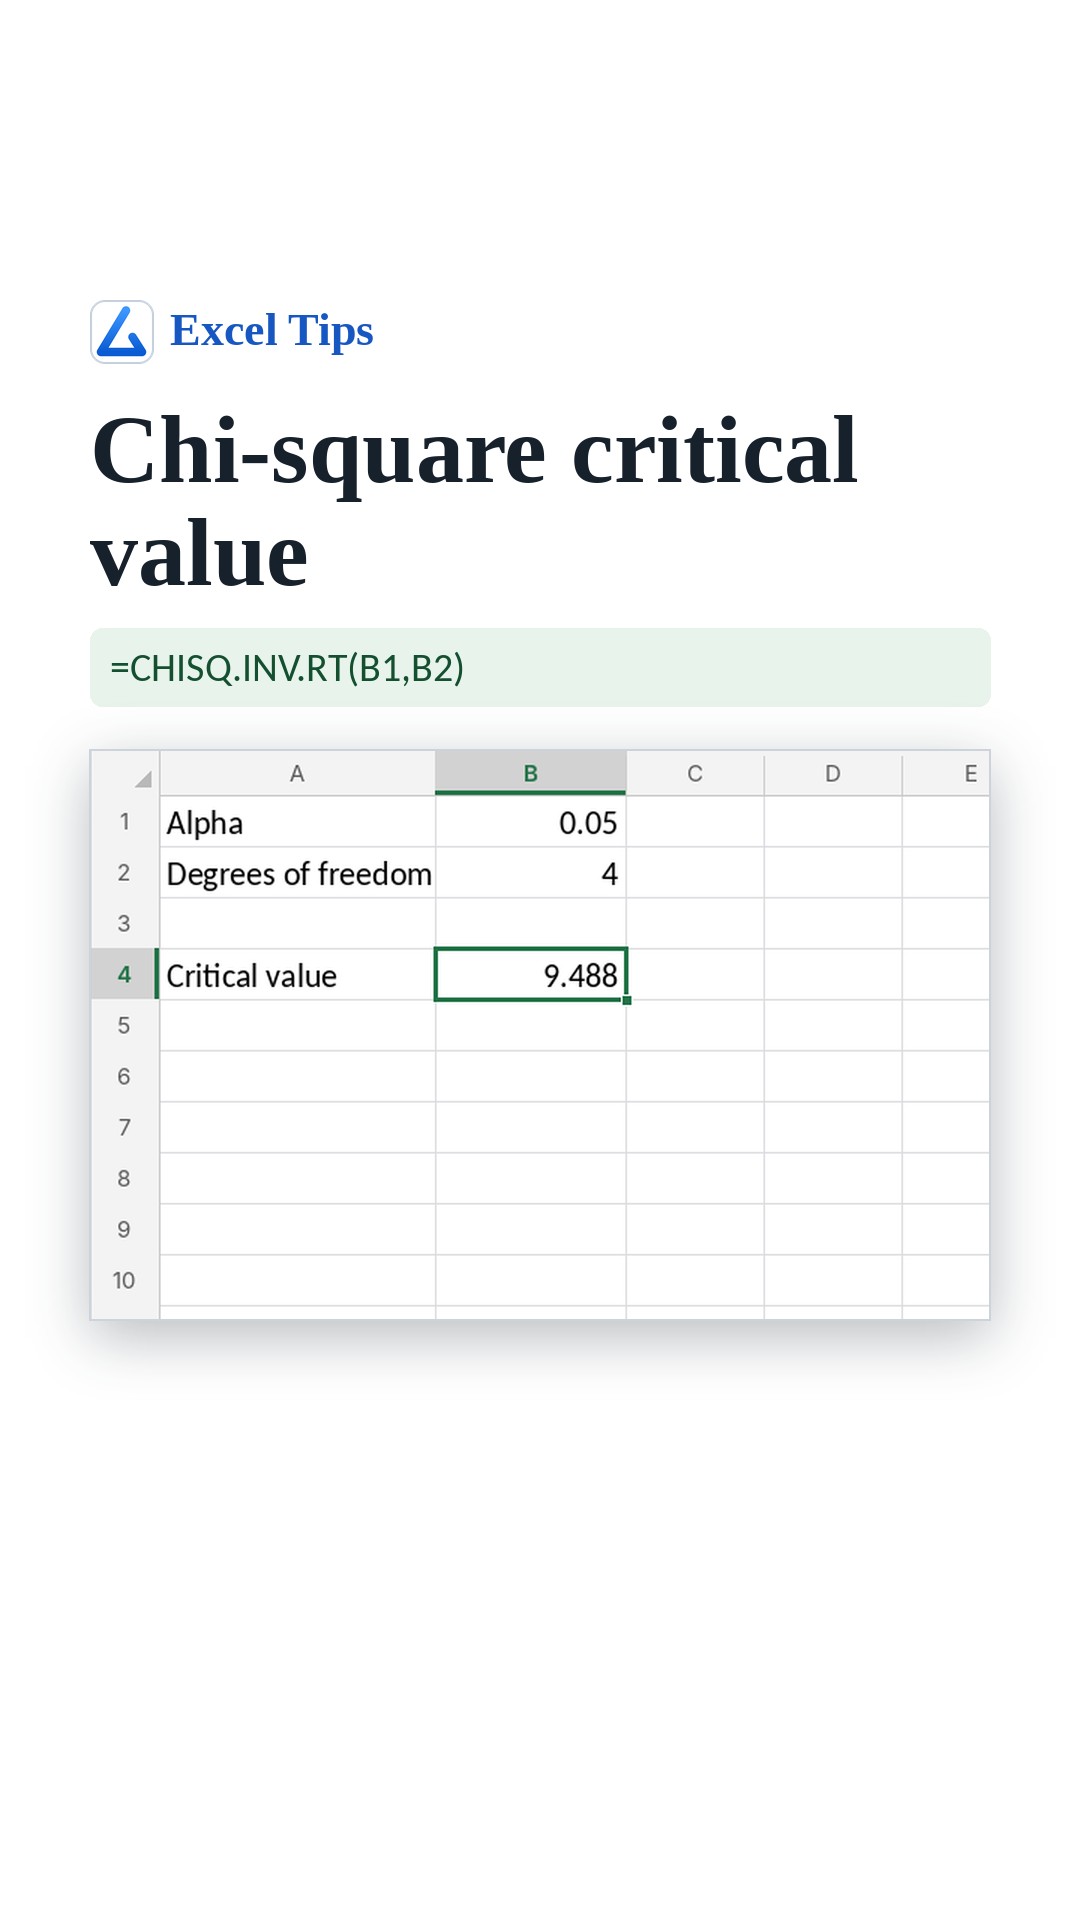 Excel Tips
Chi-square critical
value
=CHISQ.INV.RT(B1,B2)
A B C D E
1 Alpha 0.05
2 Degrees of freedom 4
3
4 Critical value 9.488
5
6
7
8
9
10